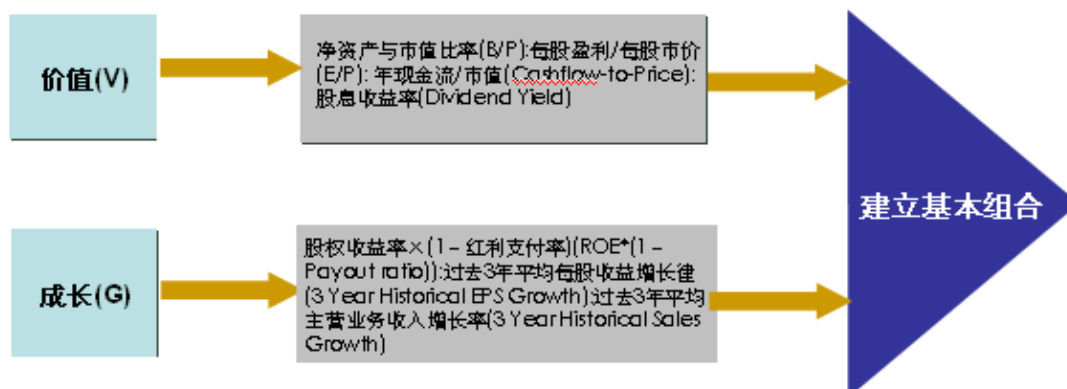 价值(V)
净资产与市值比率(B/P):每股盈利/每股市价
(E/P): 年现金流/市值(Cashflow-to-Price):
股息收益率(Dividend Yield)
建立基本组合
成长(G)
股权收益率×(1–红利支付率)(ROE*(1–
Payout ratio)):过去3年平均每股收益增长律
(3 Year Historical EPS Growth):过去3年平均
主营业务收入增长率(3 Year Historical Sales
Growth)